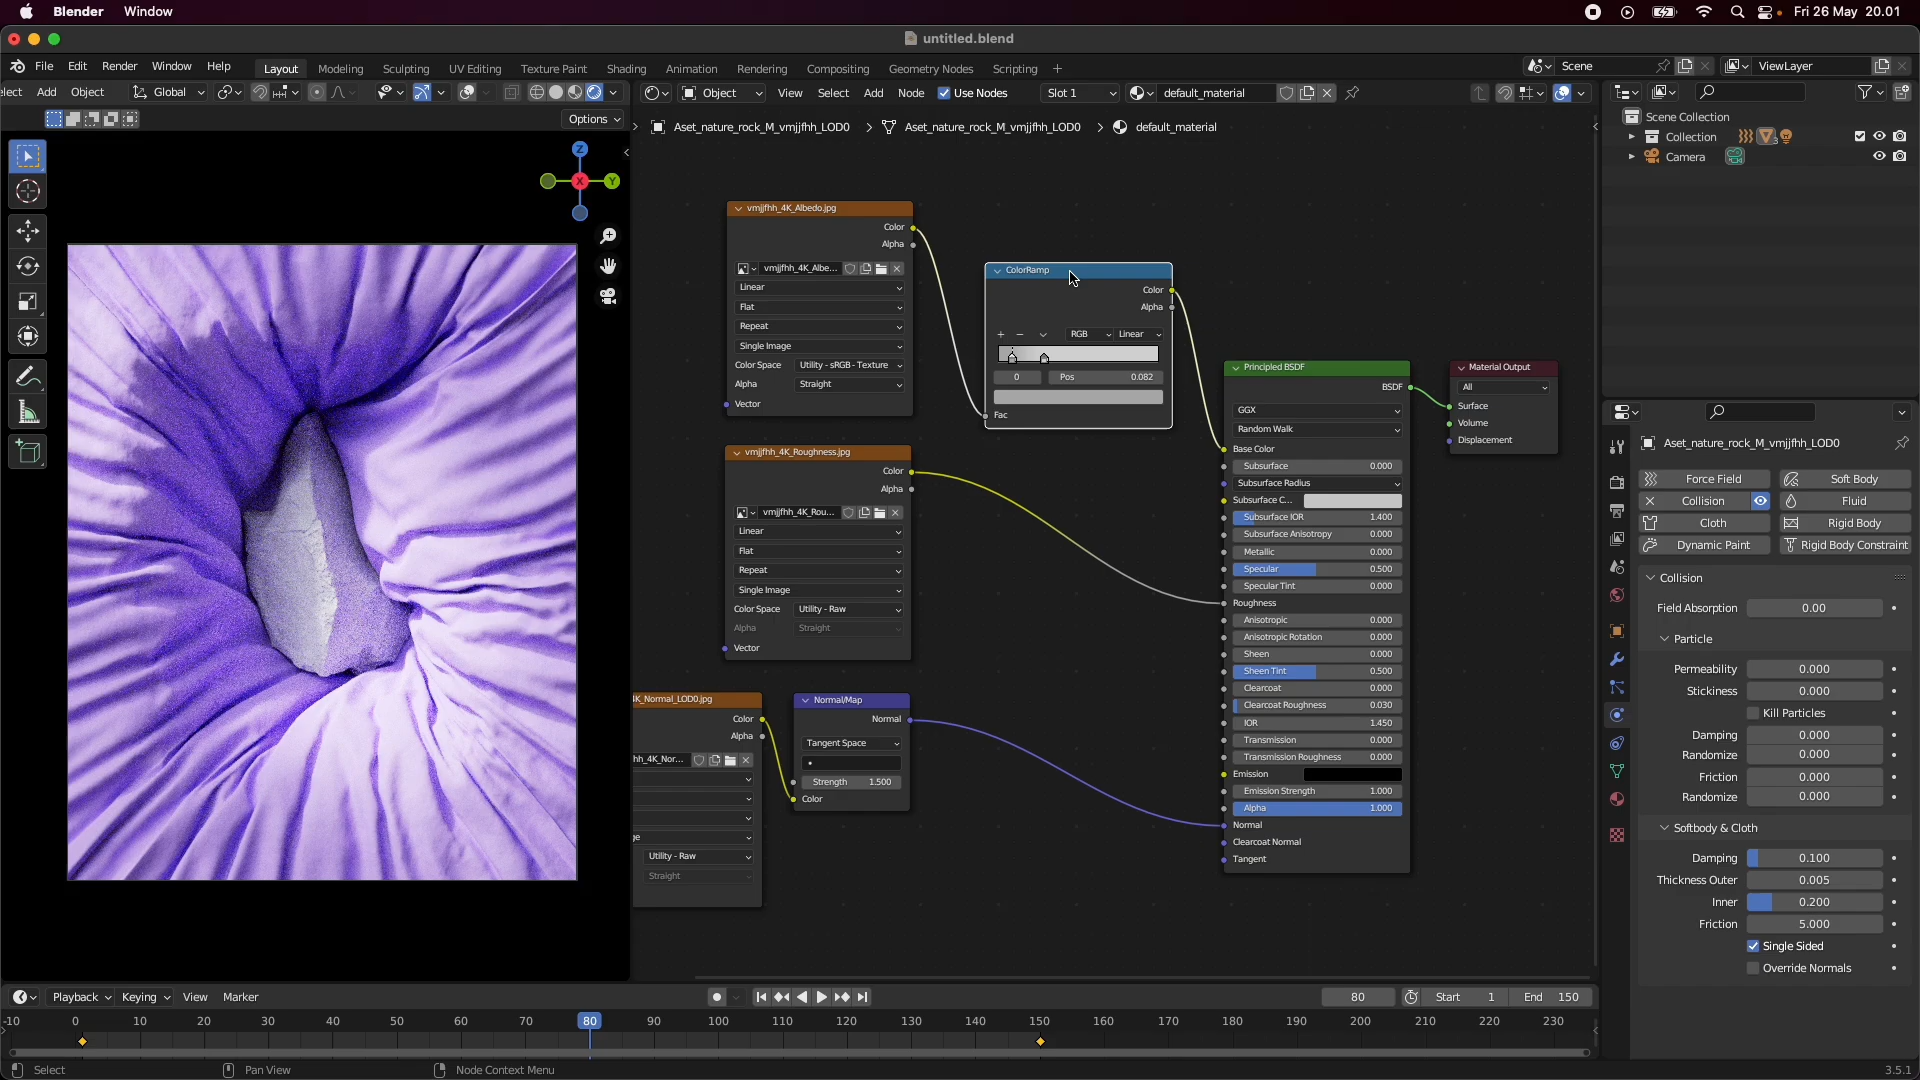 Blender Window Fri 26 May 20.01
untitled.blend
File Edit Render Window Help Layout Modeling Sculpting UV Editing Texture Paint Shading Animation Rendering Compositing Geometry Nodes Scripting + Scene ViewLayer
elect Add Object Global Object View Select Add Node Use Nodes Slot 1 default_material
Options
Aset_nature_rock_M_vmjjfhh_LOD0 > Aset_nature_rock_M_vmjjfhh_LOD0 > default_material
Scene Collection
Collection 3
Camera
Z
X
Y
vmjjfhh_4K_Albedo.jpg
Color
Alpha
vmjjfhh_4K_Albe...
Linear
Flat
Repeat
Single Image
Color Space Utility - sRGB - Texture
Alpha Straight
Vector
ColorRamp
Color
Alpha
+ − RGB Linear
0 Pos 0.082
Fac
vmjjfhh_4K_Roughness.jpg
Color
Alpha
vmjjfhh_4K_Rou...
Linear
Flat
Repeat
Single Image
Color Space Utility - Raw
Alpha Straight
Vector
4K_Normal_LOD0.jpg
Color
Alpha
hh_4K_Nor...
ge
Utility - Raw
Straight
Normal/Map
Normal
Tangent Space
Strength 1.500
Color
Principled BSDF
BSDF
GGX
Random Walk
Base Color
Subsurface 0.000
Subsurface Radius
Subsurface C...
Subsurface IOR 1.400
Subsurface Anisotropy 0.000
Metallic 0.000
Specular 0.500
Specular Tint 0.000
Roughness
Anisotropic 0.000
Anisotropic Rotation 0.000
Sheen 0.000
Sheen Tint 0.500
Clearcoat 0.000
Clearcoat Roughness 0.030
IOR 1.450
Transmission 0.000
Transmission Roughness 0.000
Emission
Emission Strength 1.000
Alpha 1.000
Normal
Clearcoat Normal
Tangent
Material Output
All
Surface
Volume
Displacement
Aset_nature_rock_M_vmjjfhh_LOD0
Force Field Soft Body
Collision Fluid
Cloth Rigid Body
Dynamic Paint Rigid Body Constraint
Collision
Field Absorption 0.00
Particle
Permeability 0.000
Stickiness 0.000
Kill Particles
Damping 0.000
Randomize 0.000
Friction 0.000
Randomize 0.000
Softbody & Cloth
Damping 0.100
Thickness Outer 0.005
Inner 0.200
Friction 5.000
Single Sided
Override Normals
Playback Keying View Marker 80 Start 1 End 150
-10 0 10 20 30 40 50 60 70 80 90 100 110 120 130 140 150 160 170 180 190 200 210 220 230
Select Pan View Node Context Menu 3.5.1